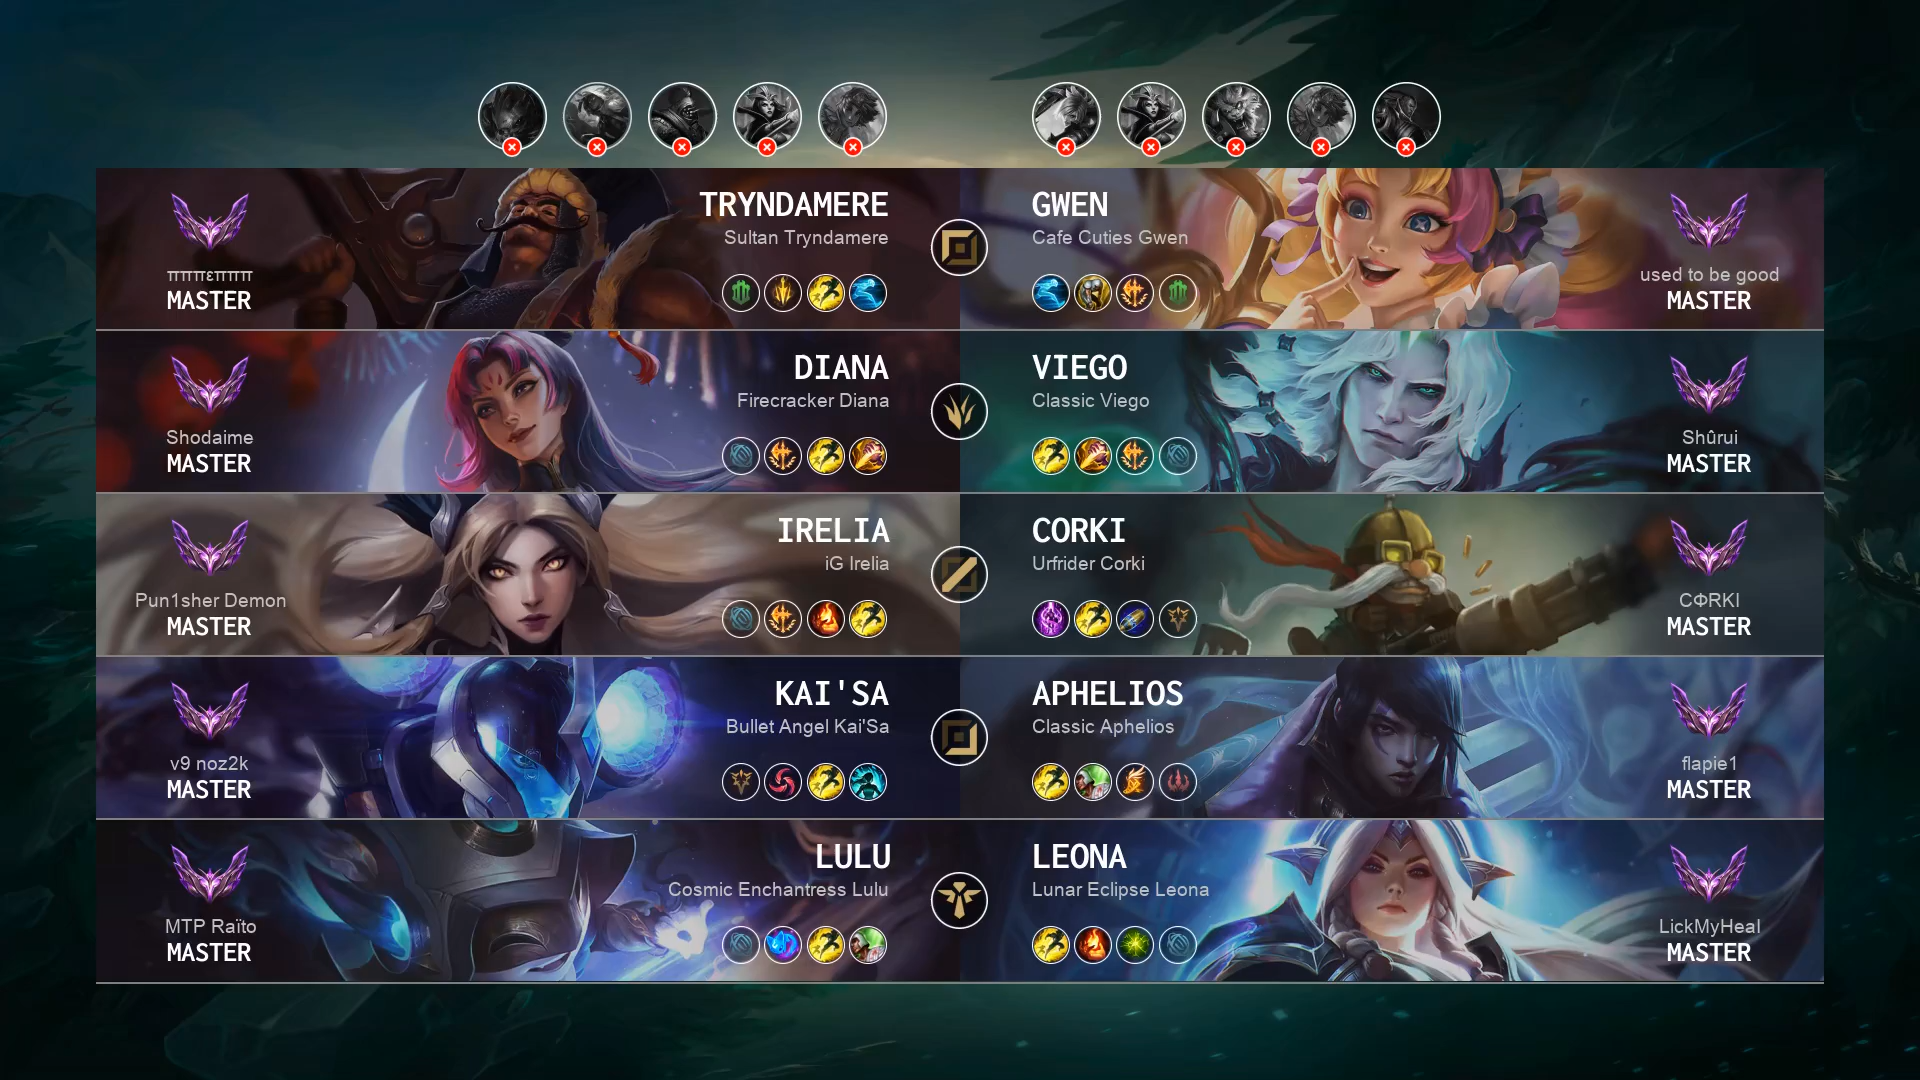 TRYNDAMERE
Sultan Tryndamere
πππεπππ
MASTER
GWEN
Cafe Cuties Gwen
used to be good
MASTER
DIANA
Firecracker Diana
Shodaime
MASTER
VIEGO
Classic Viego
Shûrui
MASTER
IRELIA
iG Irelia
Pun1sher Demon
MASTER
CORKI
Urfrider Corki
CΦRKI
MASTER
KAI'SA
Bullet Angel Kai'Sa
v9 noz2k
MASTER
APHELIOS
Classic Aphelios
flapie1
MASTER
LULU
Cosmic Enchantress Lulu
MTP Raïto
MASTER
LEONA
Lunar Eclipse Leona
LickMyHeal
MASTER